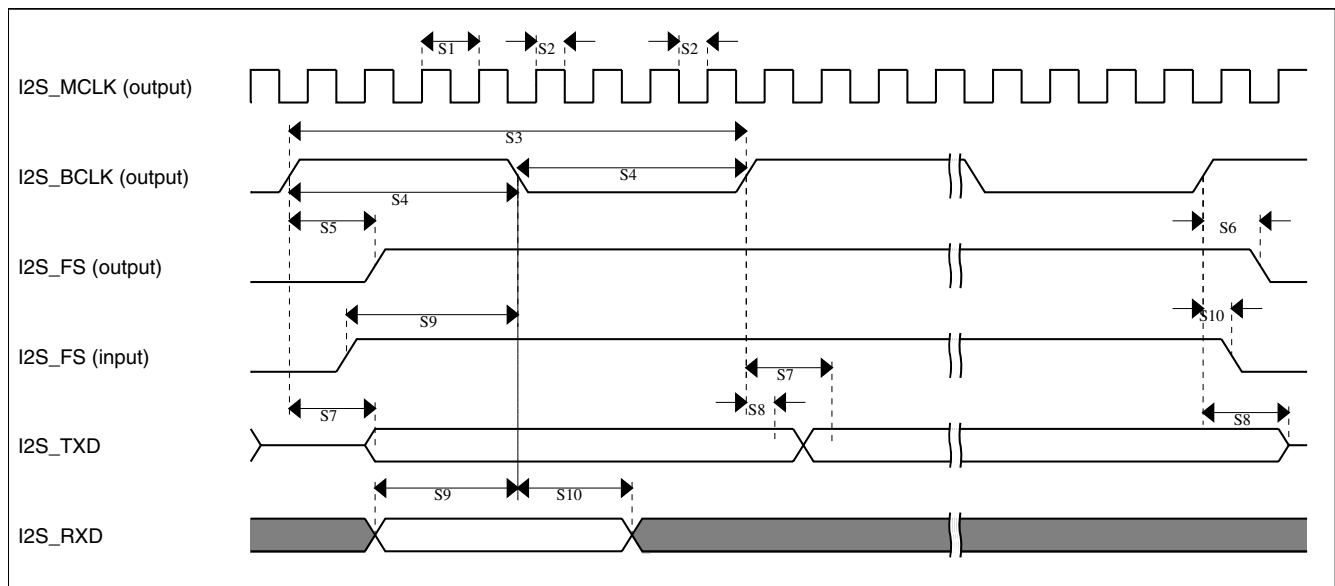 S1 S2 S2
I2S_MCLK (output)
S3
I2S_BCLK (output) S4
S4
S5 S6
I2S_FS (output)
S9 S10
I2S_FS (input)
S7
S7 S8 S8
I2S_TXD
S9 S10
I2S_RXD